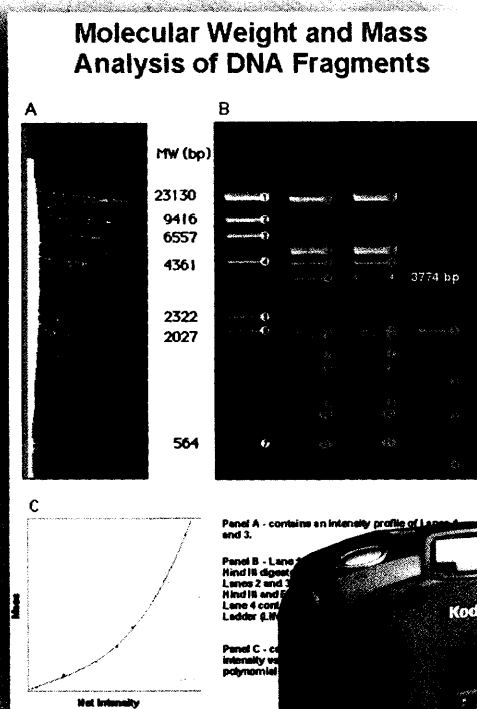 Molecular Weight and Mass
Analysis of DNA Fragments
A
B
MW (bp)
23130
9416
6557
4361
3774 bp
2322
2027
564
C
Mass
Net Intensity
Panel A - contains an intensity profile of Lanes
and 3.
Panel B - Lane
Hind III digest
Lanes 2 and 3
Hind III and
Lane 4
Ladder
Panel C -
intensity
polynomial
Kod